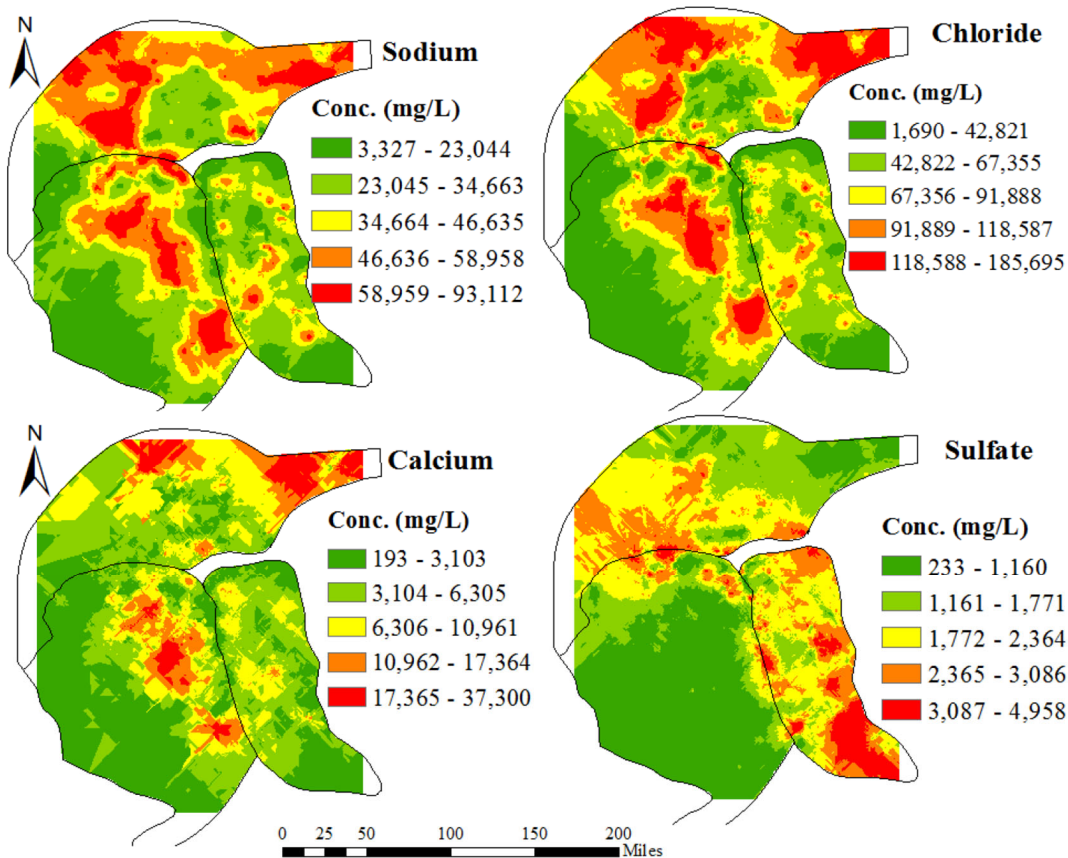 N
Sodium
Conc. (mg/L)
3,327 - 23,044
23,045 - 34,663
34,664 - 46,635
46,636 - 58,958
58,959 - 93,112
Chloride
Conc. (mg/L)
1,690 - 42,821
42,822 - 67,355
67,356 - 91,888
91,889 - 118,587
118,588 - 185,695
N
Calcium
Conc. (mg/L)
193 - 3,103
3,104 - 6,305
6,306 - 10,961
10,962 - 17,364
17,365 - 37,300
Sulfate
Conc. (mg/L)
233 - 1,160
1,161 - 1,771
1,772 - 2,364
2,365 - 3,086
3,087 - 4,958
0 25 50 100 150 200
Miles